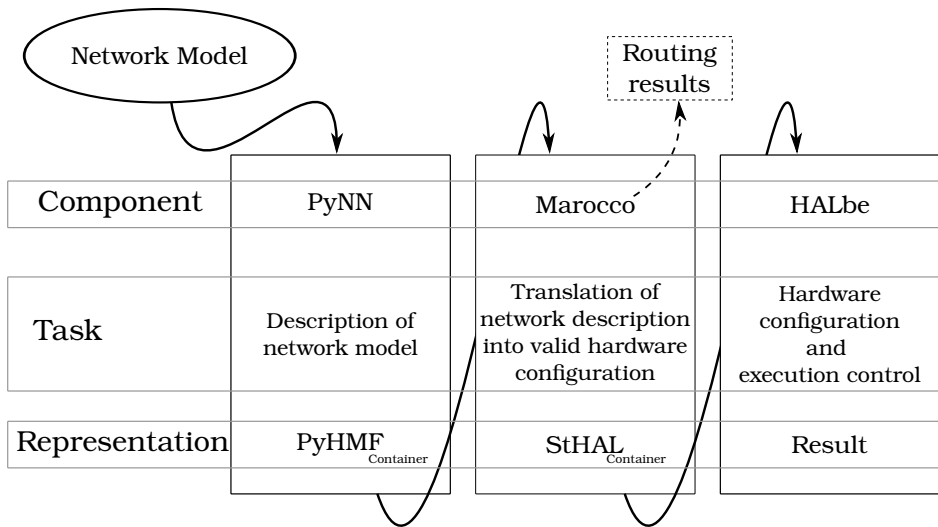 Network Model
Routing
results
Component
PyNN
Marocco
HALbe
Task
Description of
network model
Translation of
network description
into valid hardware
configuration
Hardware
configuration
and
execution control
Representation
PyHMF Container
StHAL Container
Result